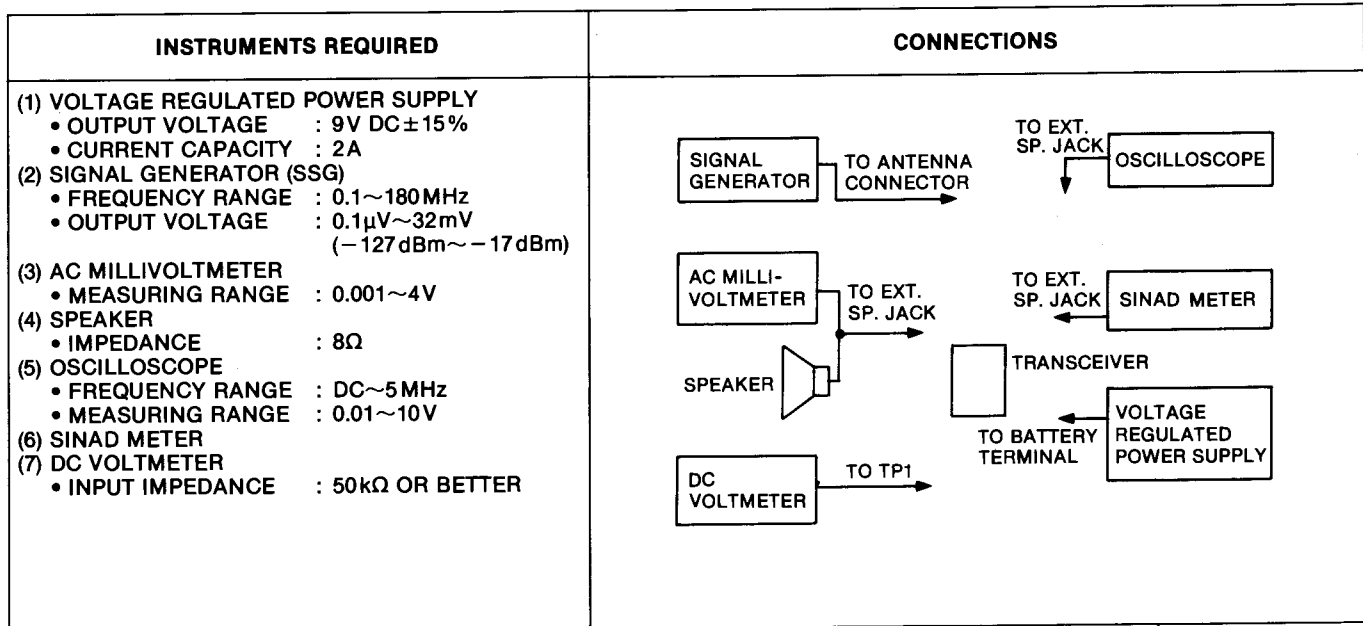 INSTRUMENTS REQUIRED
(1) VOLTAGE REGULATED POWER SUPPLY
• OUTPUT VOLTAGE : 9V DC±15%
• CURRENT CAPACITY : 2A
(2) SIGNAL GENERATOR (SSG)
• FREQUENCY RANGE : 0.1~180MHz
• OUTPUT VOLTAGE : 0.1µV~32mV
(−127dBm~−17dBm)
(3) AC MILLIVOLTMETER
• MEASURING RANGE : 0.001~4V
(4) SPEAKER
• IMPEDANCE : 8Ω
(5) OSCILLOSCOPE
• FREQUENCY RANGE : DC~5MHz
• MEASURING RANGE : 0.01~10V
(6) SINAD METER
(7) DC VOLTMETER
• INPUT IMPEDANCE : 50kΩ OR BETTER
CONNECTIONS
SIGNAL
GENERATOR
TO ANTENNA
CONNECTOR
TO EXT.
SP. JACK
OSCILLOSCOPE
AC MILLI-
VOLTMETER
TO EXT.
SP. JACK
SPEAKER
TO EXT.
SP. JACK
SINAD METER
TRANSCEIVER
TO BATTERY
TERMINAL
VOLTAGE
REGULATED
POWER SUPPLY
DC
VOLTMETER
TO TP1